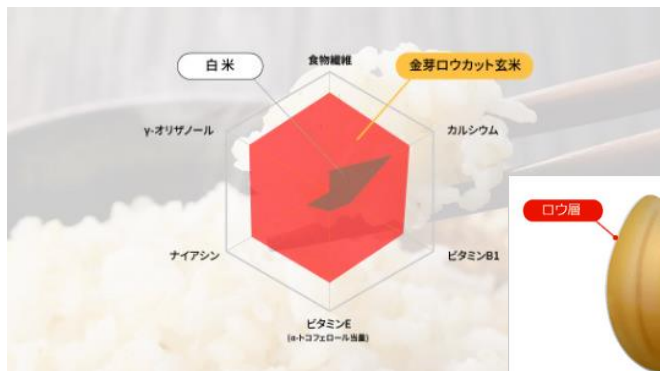 白米
食物繊維
金芽ロウカット玄米
γ-オリザノール
カルシウム
ロウ層
ナイアシン
ビタミンB1
ビタミンE
(α-トコフェロール当量)